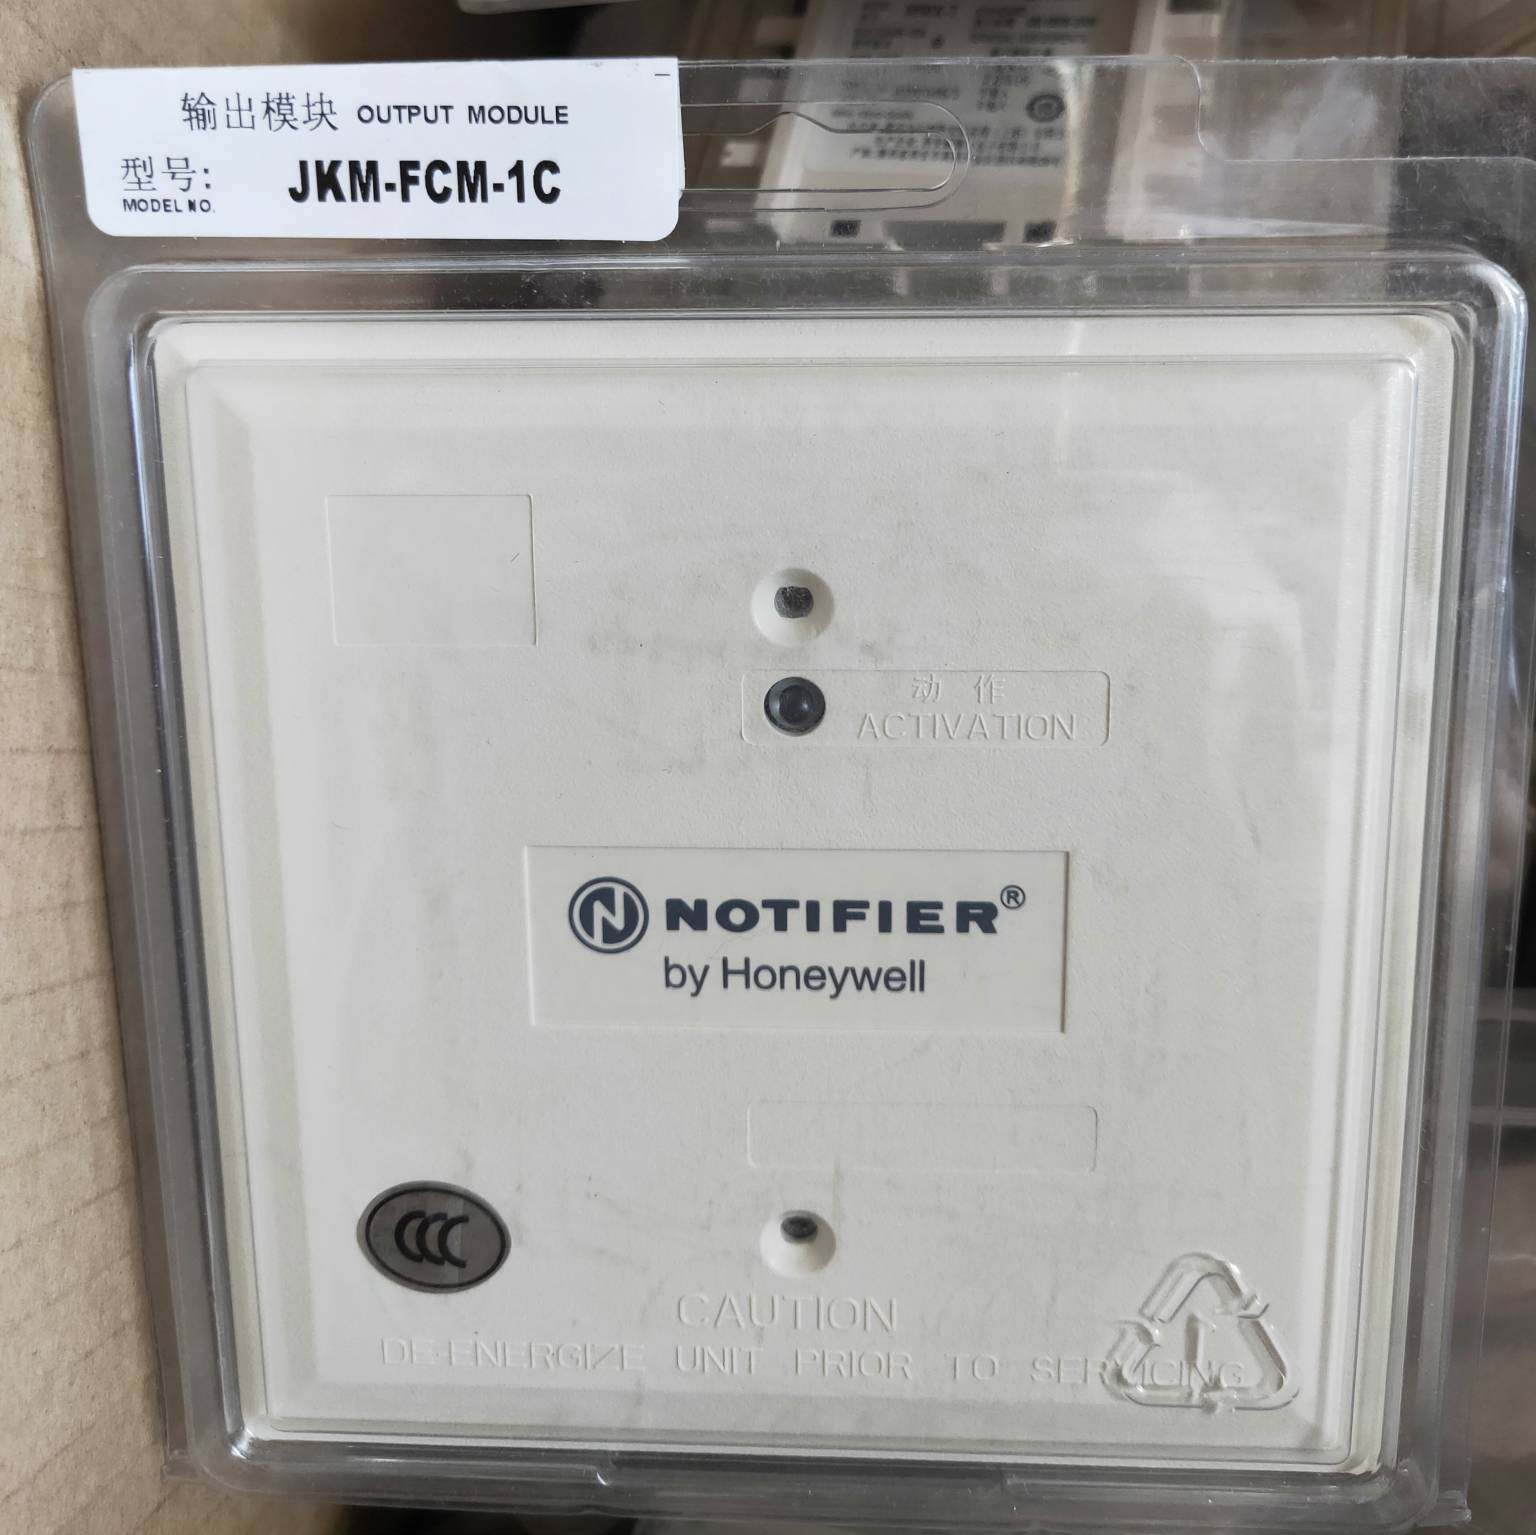 输出模块 OUTPUT MODULE
型号: JKM-FCM-1C
MODEL NO.
动 作
ACTIVATION
N NOTIFIER®
by Honeywell
CCC
CAUTION
DE-ENERGIZE UNIT PRIOR TO SERVICING